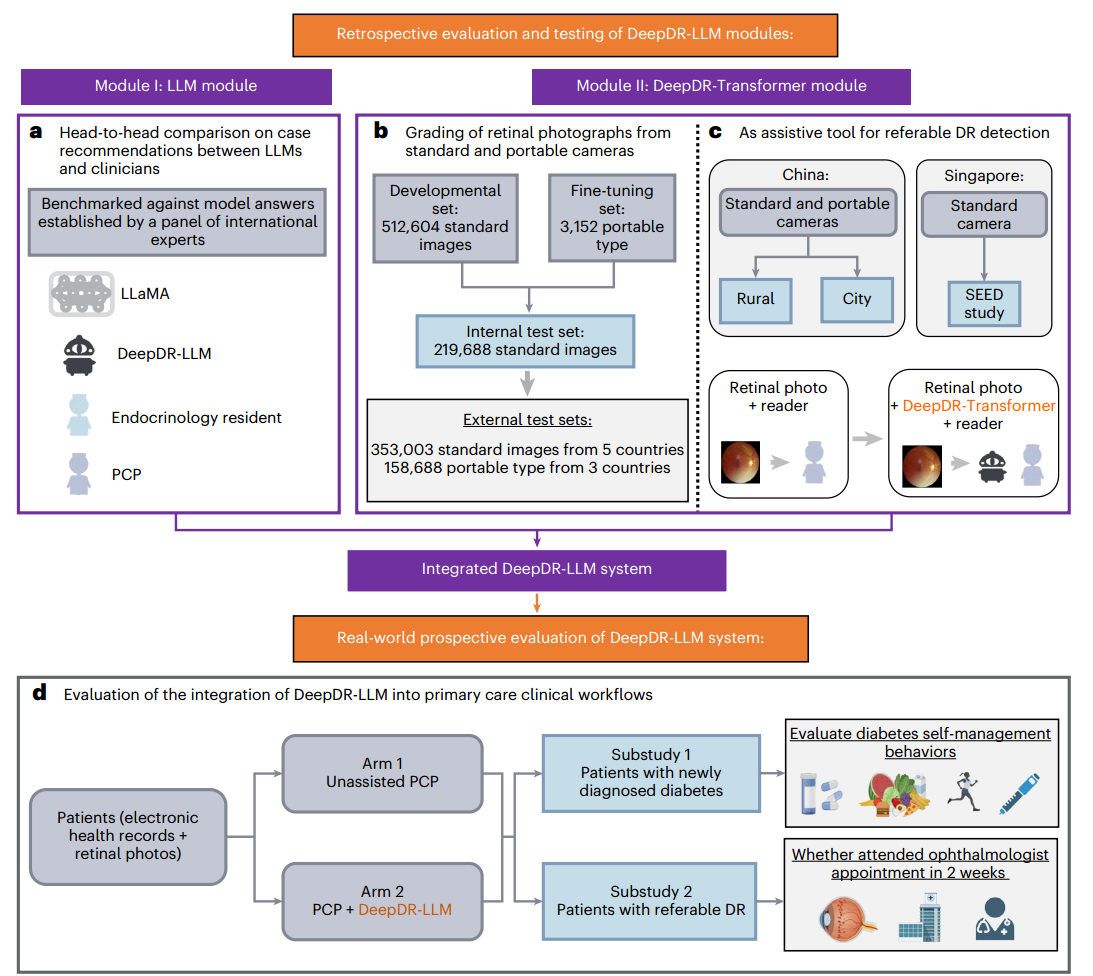 Retrospective evaluation and testing of DeepDR-LLM modules:
Module I: LLM module
Module II: DeepDR-Transformer module
a Head-to-head comparison on case
recommendations between LLMs
and clinicians
Benchmarked against model answers
established by a panel of international
experts
LLaMA
DeepDR-LLM
Endocrinology resident
PCP
b Grading of retinal photographs from
standard and portable cameras
Developmental
set:
512,604 standard
images
Fine-tuning
set:
3,152 portable
type
Internal test set:
219,688 standard images
External test sets:
353,003 standard images from 5 countries
158,688 portable type from 3 countries
c As assistive tool for referable DR detection
China:
Standard and portable
cameras
Rural
City
Singapore:
Standard
camera
SEED
study
Retinal photo
+ reader
Retinal photo
+ DeepDR-Transformer
+ reader
Integrated DeepDR-LLM system
Real-world prospective evaluation of DeepDR-LLM system:
d Evaluation of the integration of DeepDR-LLM into primary care clinical workflows
Patients (electronic
health records +
retinal photos)
Arm 1
Unassisted PCP
Arm 2
PCP + DeepDR-LLM
Substudy 1
Patients with newly
diagnosed diabetes
Substudy 2
Patients with referable DR
Evaluate diabetes self-management
behaviors
Whether attended ophthalmologist
appointment in 2 weeks